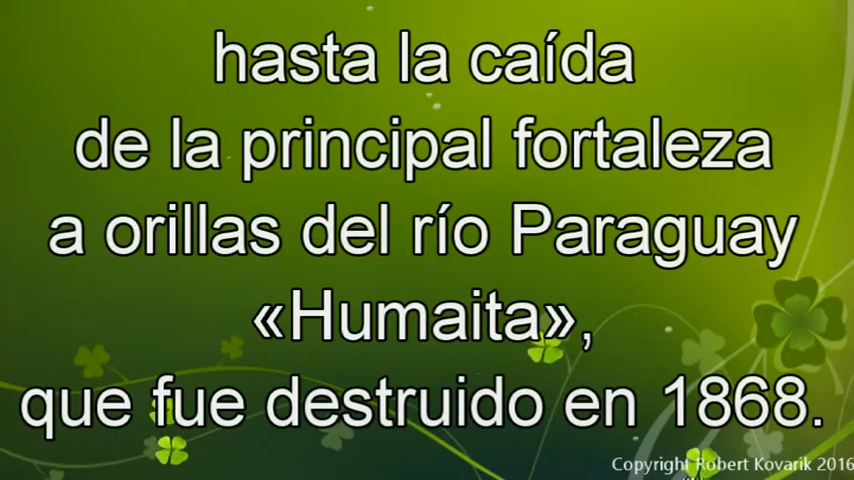 hasta la caída
de la principal fortaleza
a orillas del río Paraguay
«Humaita»,
que fue destruido en 1868.
Copyright Robert Kovarik 2016